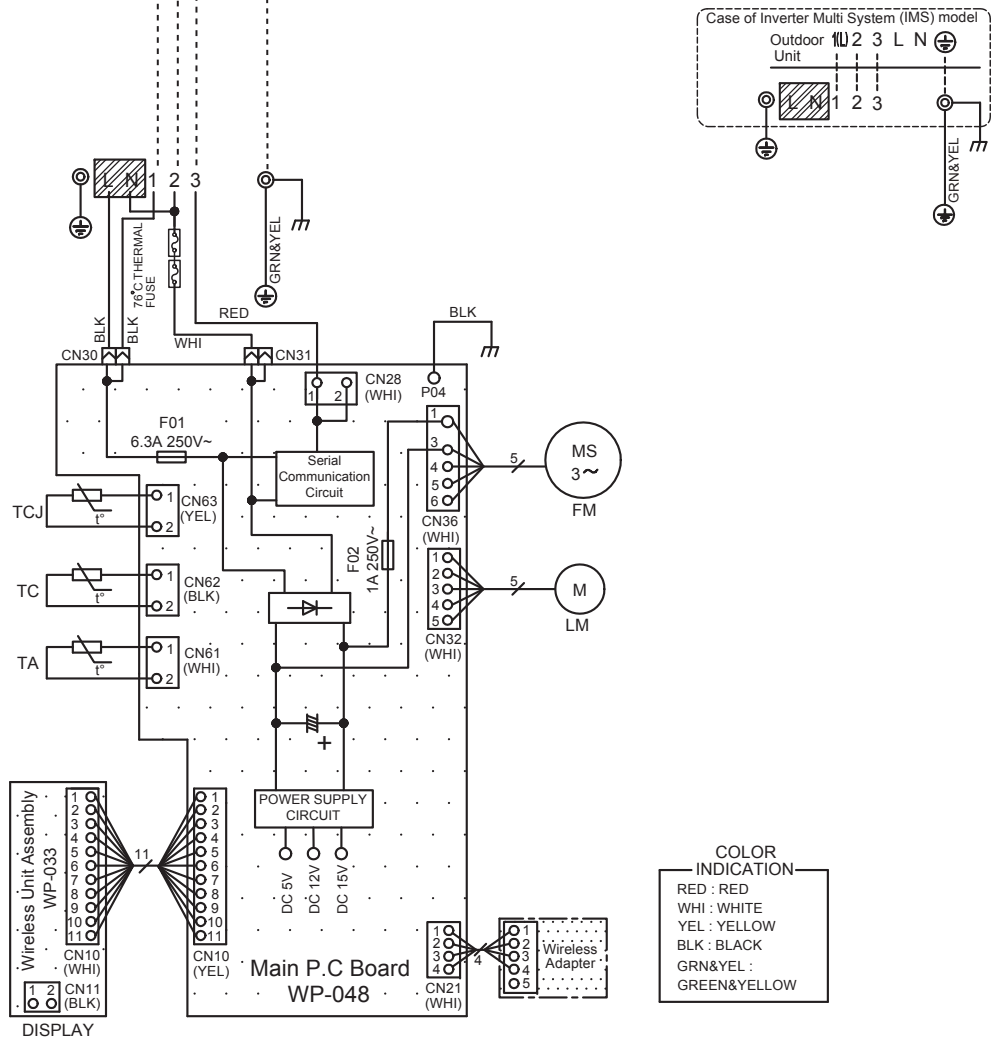 Case of Inverter Multi System (IMS) model
Outdoor Unit
1(L) 2 3 L N
L N 1 2 3
GRN&YEL
L N 1 2 3
76°C THERMAL
FUSE
GRN&YEL
BLK
BLK
WHI
RED
BLK
CN30
CN31
CN28
(WHI)
1 2
P04
F01
6.3A 250V~
Serial
Communication
Circuit
1
3
4
5
6
CN36
(WHI)
5
MS
3~
FM
TCJ
t°
1
2
CN63
(YEL)
F02
1A 250V~
TC
t°
1
2
CN62
(BLK)
1
2
3
4
5
CN32
(WHI)
5
M
LM
TA
t°
1
2
CN61
(WHI)
+
POWER SUPPLY
CIRCUIT
DC 5V
DC 12V
DC 15V
Wireless Unit Assembly
WP-033
1
2
3
4
5
6
7
8
9
10
11
CN10
(WHI)
1 2
CN11
(BLK)
DISPLAY
11
1
2
3
4
5
6
7
8
9
10
11
CN10
(YEL)
Main P.C Board
WP-048
1
2
3
4
CN21
(WHI)
4
1
2
3
4
5
Wireless
Adapter
COLOR
INDICATION
RED : RED
WHI : WHITE
YEL : YELLOW
BLK : BLACK
GRN&YEL :
GREEN&YELLOW